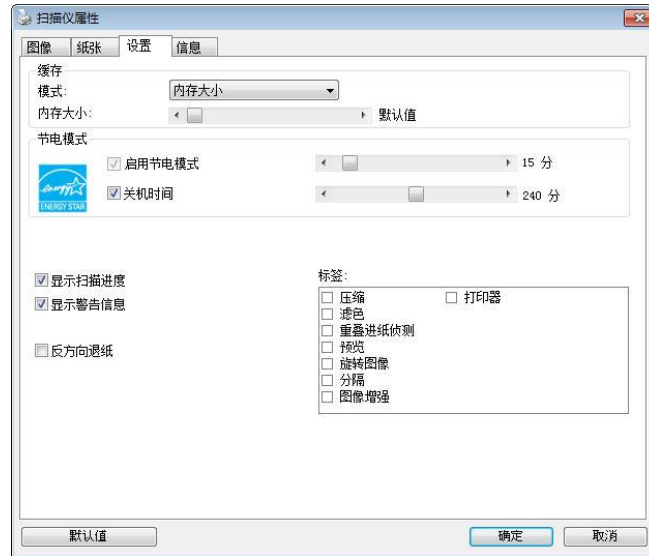 扫描仪属性
图像 纸张 设置 信息
缓存
模式: 内存大小
内存大小: 默认值
节电模式
启用节电模式 15 分
关机时间 240 分
energy
ENERGY STAR
显示扫描进度
显示警告信息
反方向退纸
标签:
压缩 打印器
滤色
重叠进纸侦测
预览
旋转图像
分隔
图像增强
默认值 确定 取消